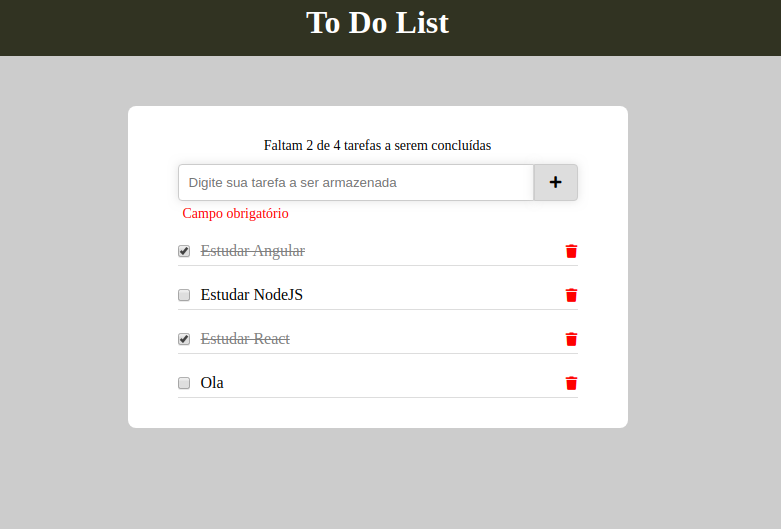 To Do List
Faltam 2 de 4 tarefas a serem concluídas
Digite sua tarefa a ser armazenada
Campo obrigatório
Estudar Angular
Estudar NodeJS
Estudar React
Ola